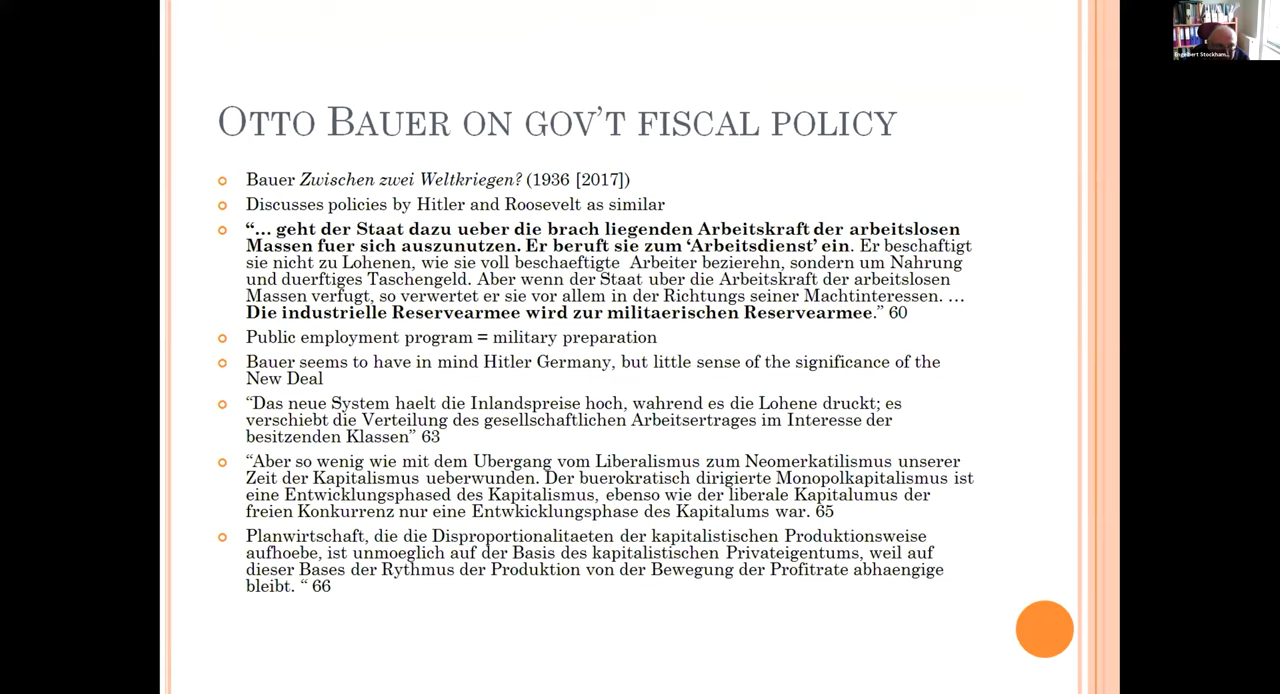 Engelbert Stockham...
OTTO BAUER ON GOV'T FISCAL POLICY
Bauer Zwischen zwei Weltkriegen? (1936 [2017])
Discusses policies by Hitler and Roosevelt as similar
“… geht der Staat dazu ueber die brach liegenden Arbeitskraft der arbeitslosen
Massen fuer sich auszunutzen. Er beruft sie zum ‘Arbeitsdienst’ ein. Er beschaftigt
sie nicht zu Lohenen, wie sie voll beschaeftigte Arbeiter bezierehn, sondern um Nahrung
und duerftiges Taschengeld. Aber wenn der Staat uber die Arbeitskraft der arbeitslosen
Massen verfugt, so verwertet er sie vor allem in der Richtungs seiner Machtinteressen. …
Die industrielle Reservearmee wird zur militaerischen Reservearmee.” 60
Public employment program = military preparation
Bauer seems to have in mind Hitler Germany, but little sense of the significance of the
New Deal
“Das neue System haelt die Inlandspreise hoch, wahrend es die Lohene druckt; es
verschiebt die Verteilung des gesellschaftlichen Arbeitsertrages im Interesse der
besitzenden Klassen” 63
“Aber so wenig wie mit dem Ubergang vom Liberalismus zum Neomerkatilismus unserer
Zeit der Kapitalismus ueberwunden. Der buerokratisch dirigierte Monopolkapitalismus ist
eine Entwicklungsphased des Kapitalismus, ebenso wie der liberale Kapitalumus der
freien Konkurrenz nur eine Entwkicklungsphase des Kapitalums war. 65
Planwirtschaft, die die Disproportionalitaeten der kapitalistischen Produktionsweise
aufhoebe, ist unmoeglich auf der Basis des kapitalistischen Privateigentums, weil auf
dieser Bases der Rythmus der Produktion von der Bewegung der Profitrate abhaengige
bleibt. “ 66